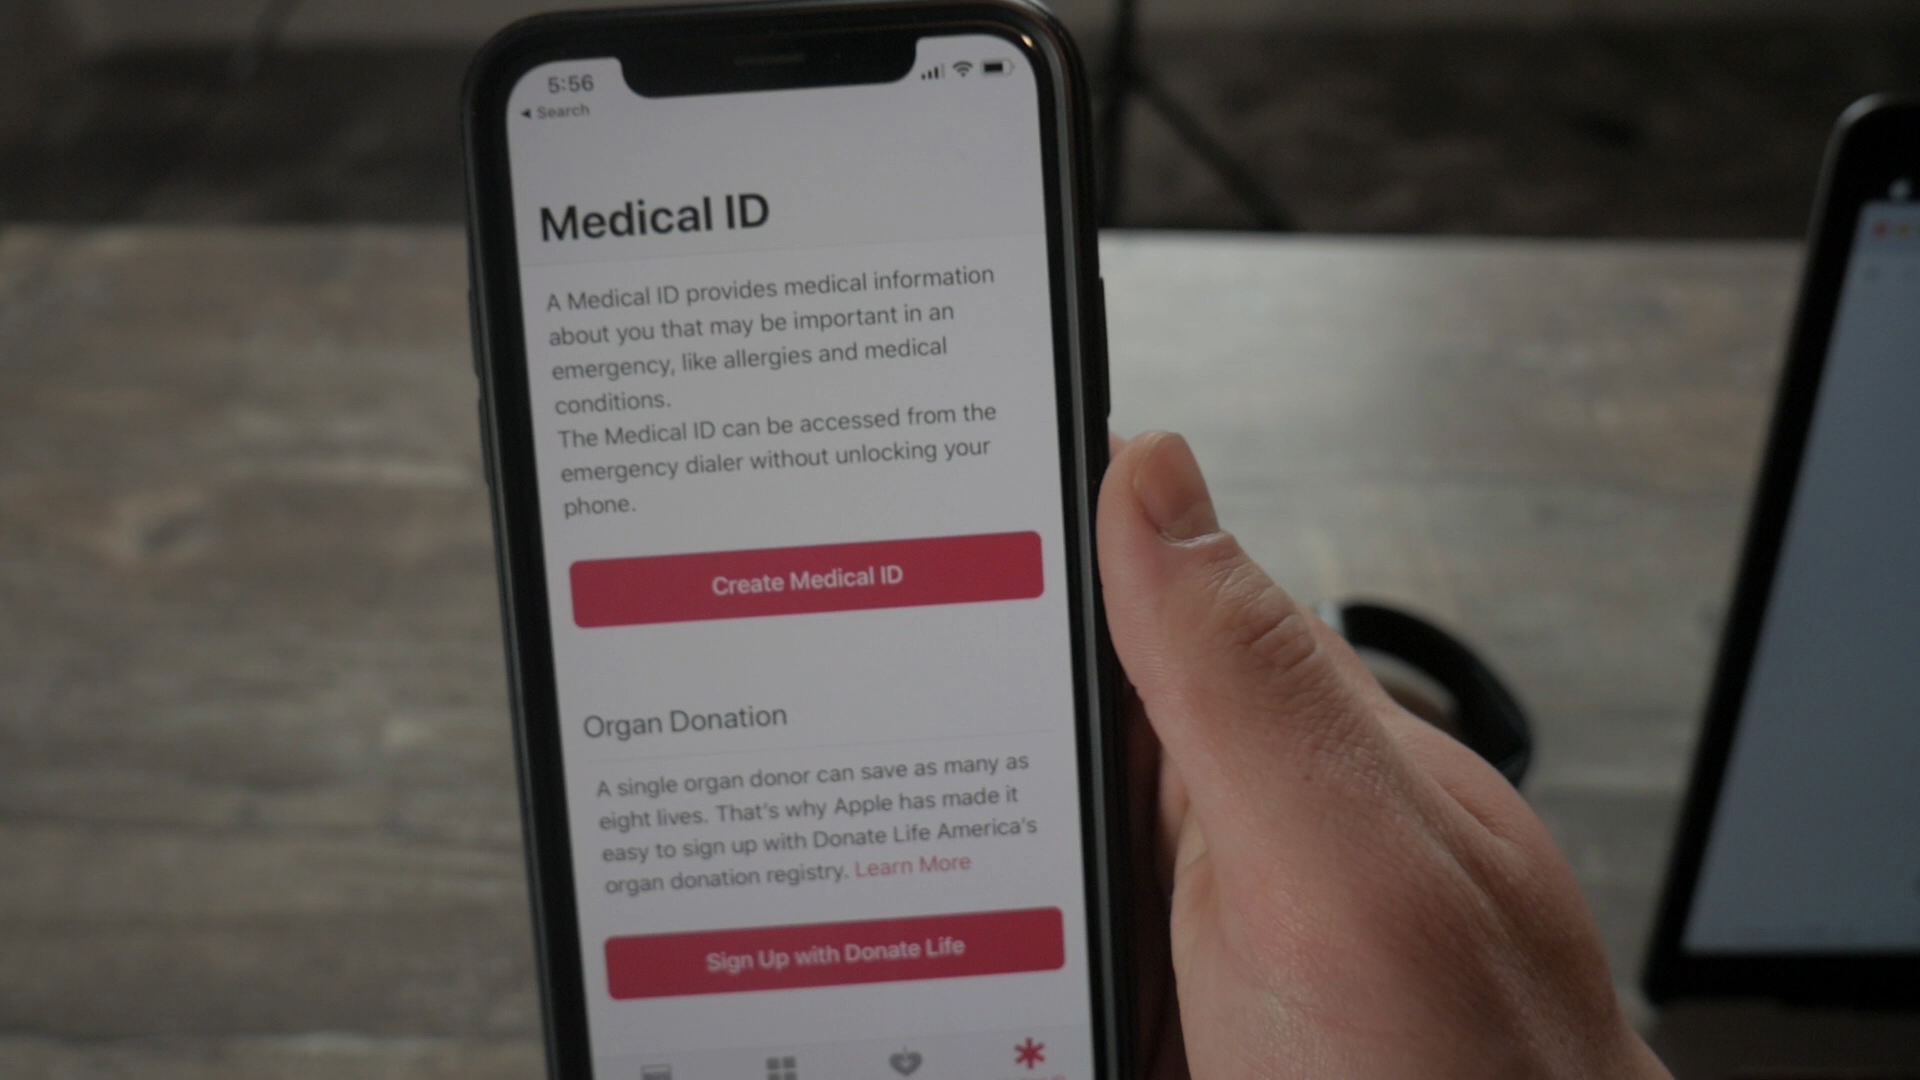 5:56
◀ Search
Medical ID
A Medical ID provides medical information
about you that may be important in an
emergency, like allergies and medical
conditions.
The Medical ID can be accessed from the
emergency dialer without unlocking your
phone.
Create Medical ID
Organ Donation
A single organ donor can save as many as
eight lives. That's why Apple has made it
easy to sign up with Donate Life America's
organ donation registry. Learn More
Sign Up with Donate Life